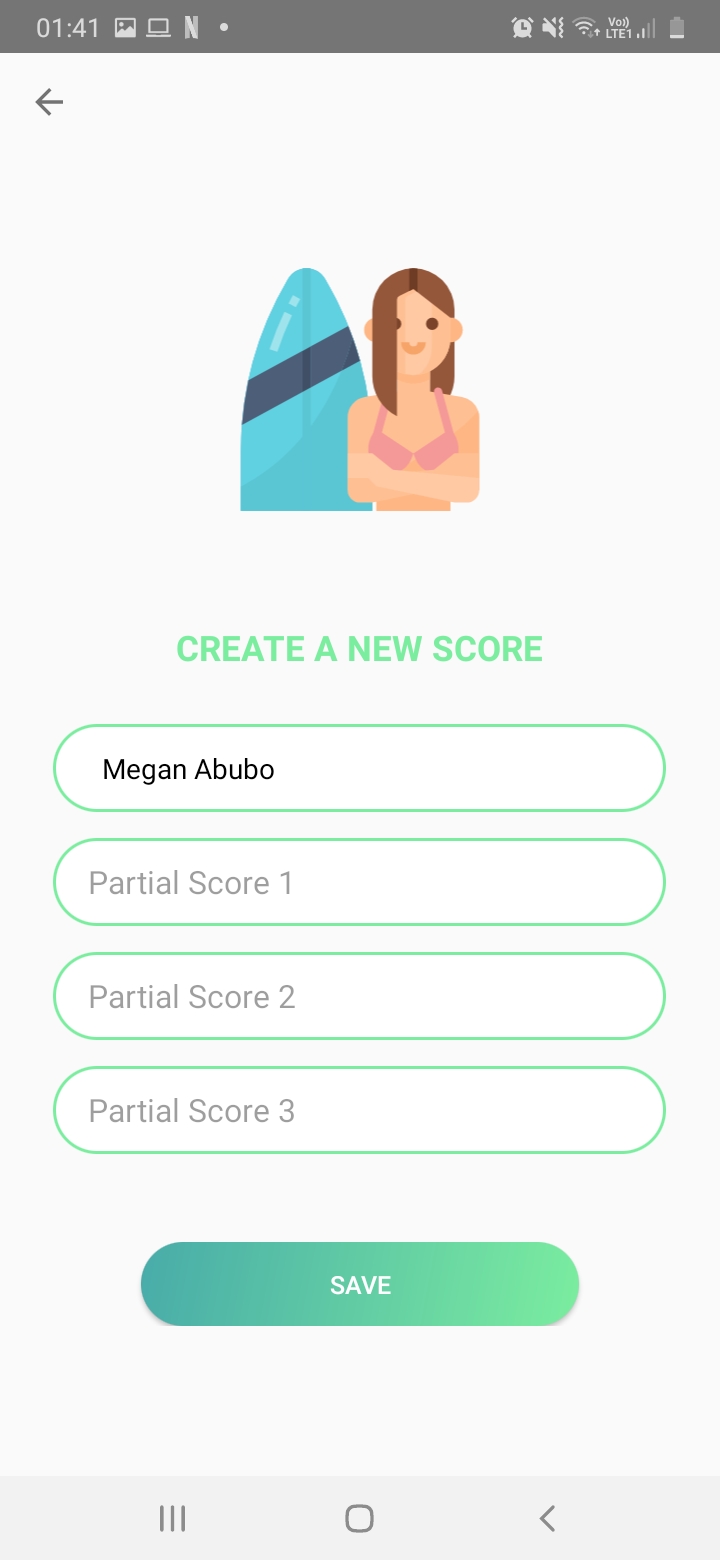 01:41
Vo))
LTE1
CREATE A NEW SCORE
Megan Abubo
Partial Score 1
Partial Score 2
Partial Score 3
SAVE